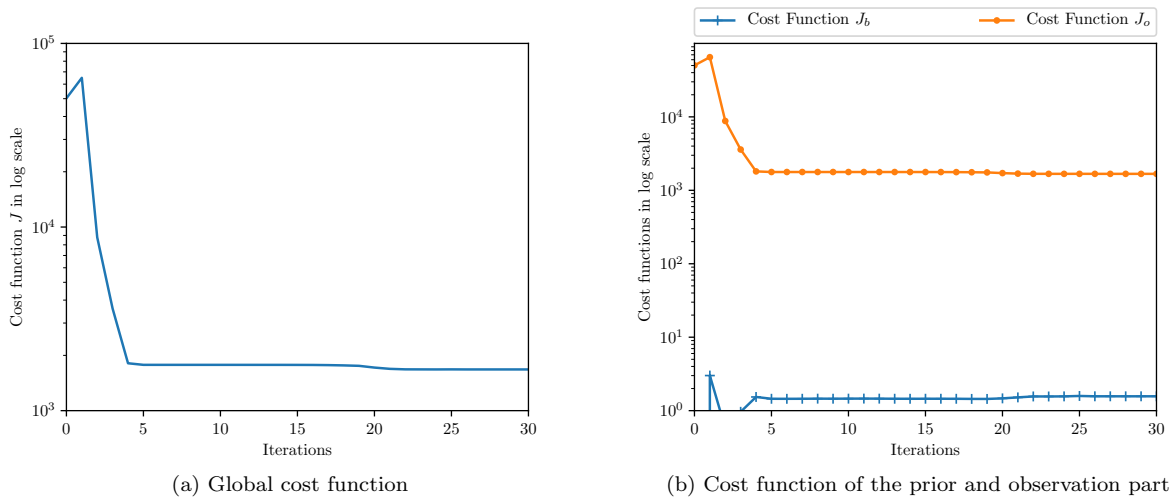 Cost function J in log scale
10^5
10^4
10^3
0 5 10 15 20 25 30
Iterations
(a) Global cost function
Cost Function J_b Cost Function J_o
Cost functions in log scale
10^4
10^3
10^2
10^1
10^0
0 5 10 15 20 25 30
Iterations
(b) Cost function of the prior and observation part